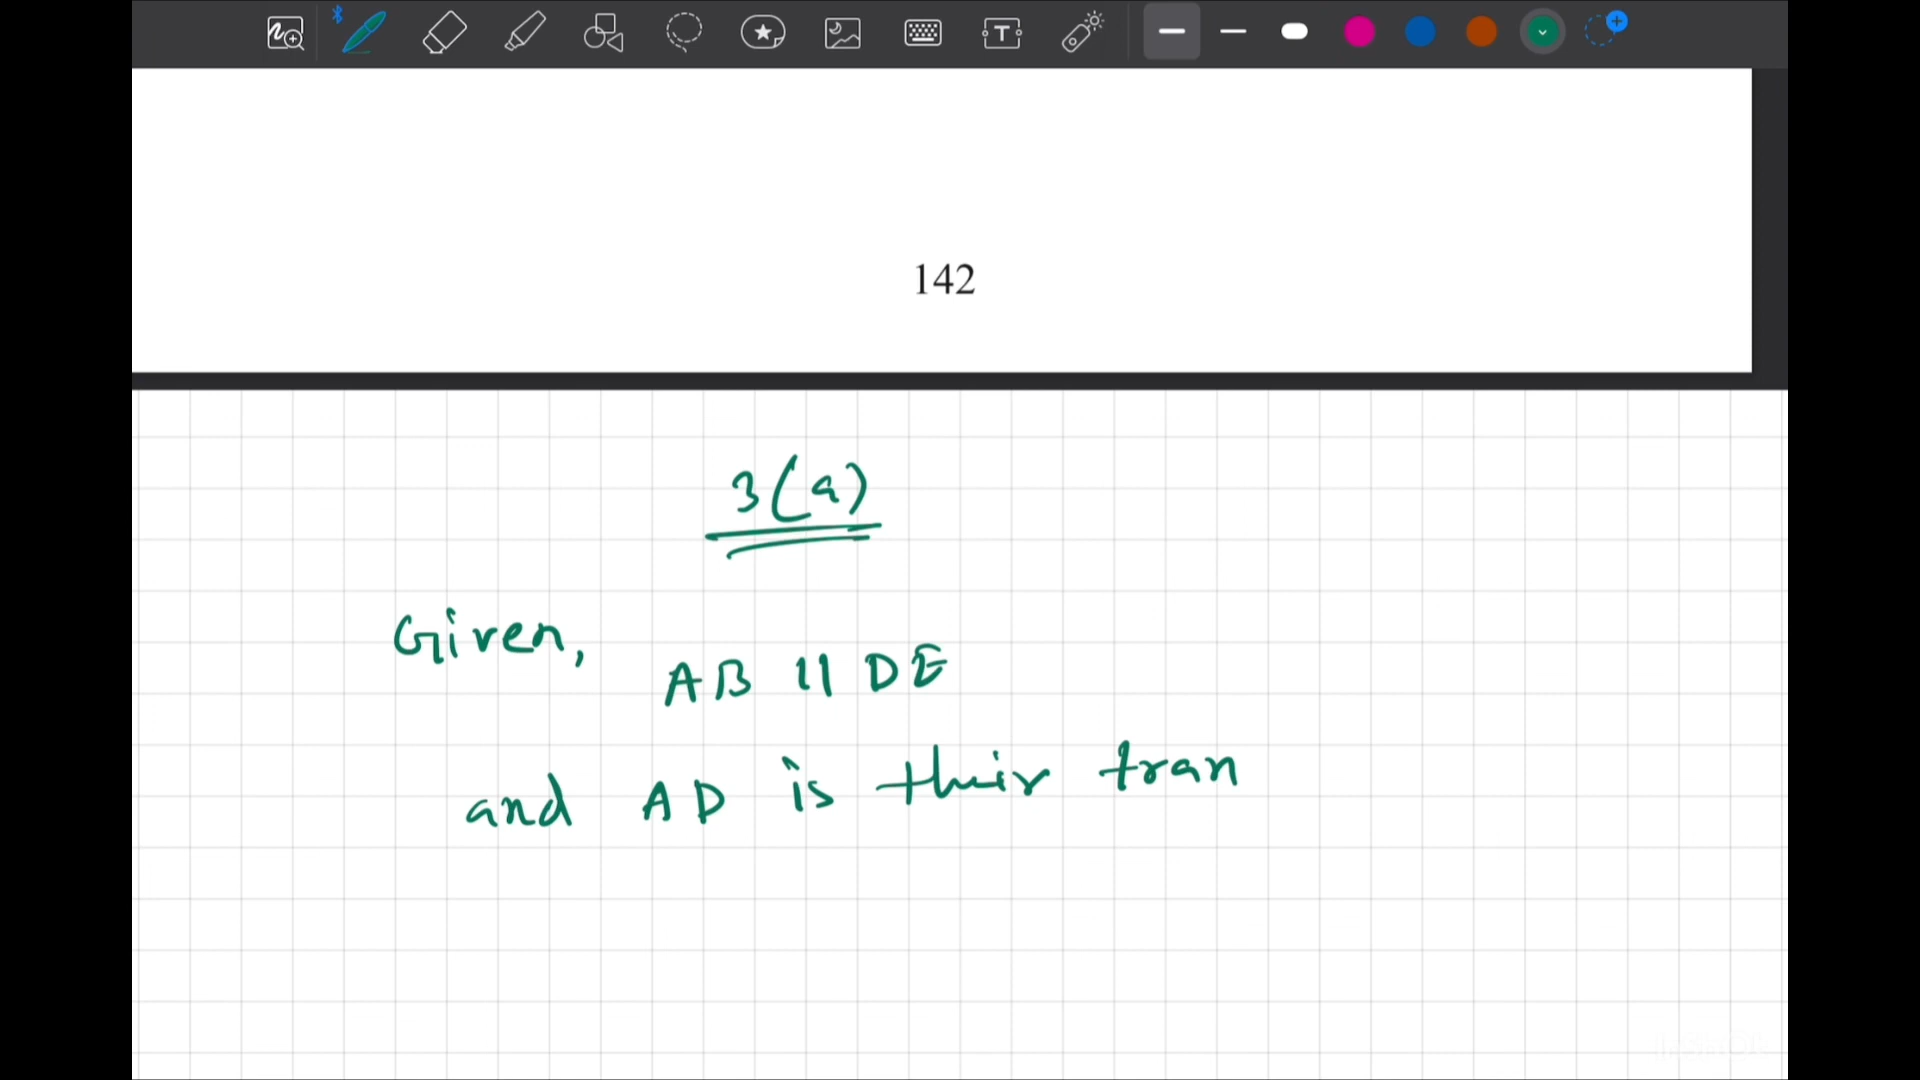 142
3(a)
Given,
AB || DE
and AD is their tran